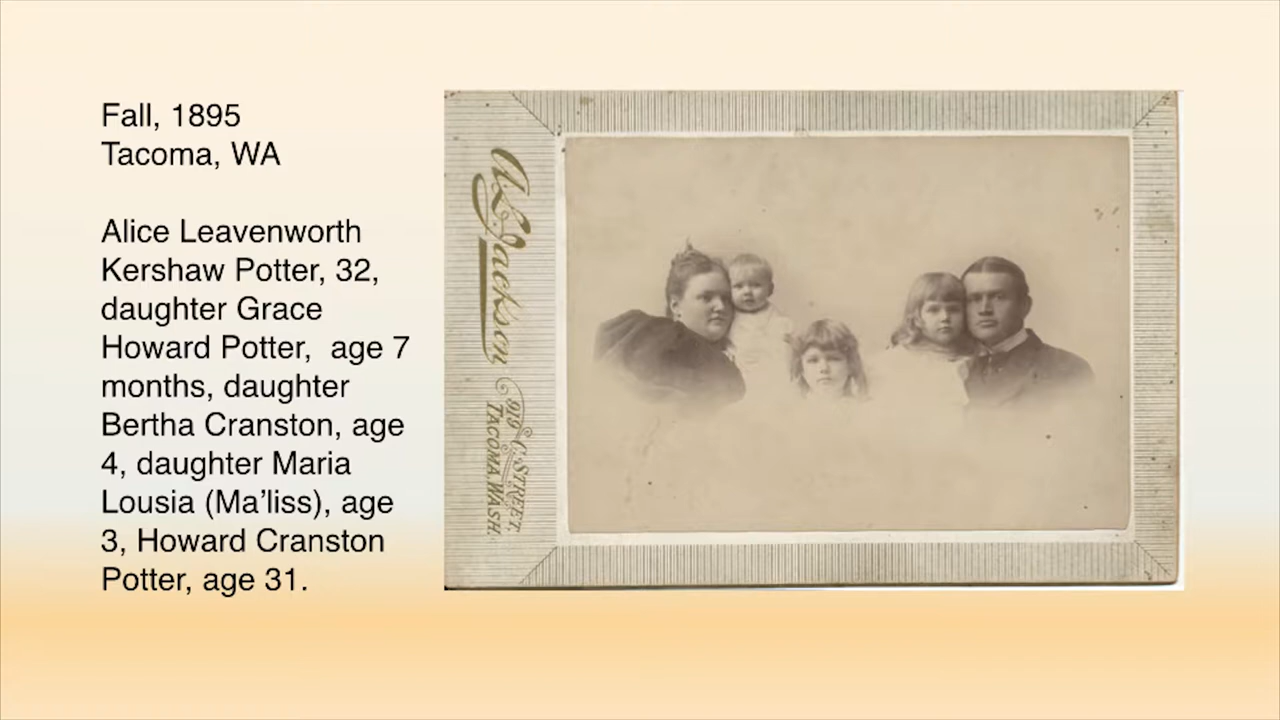 Fall, 1895
Tacoma, WA
Alice Leavenworth
Kershaw Potter, 32,
daughter Grace
Howard Potter, age 7
months, daughter
Bertha Cranston, age
4, daughter Maria
Lousia (Ma’liss), age
3, Howard Cranston
Potter, age 31.
A.L. Jackson
919 C. STREET.
TACOMA, WASH.